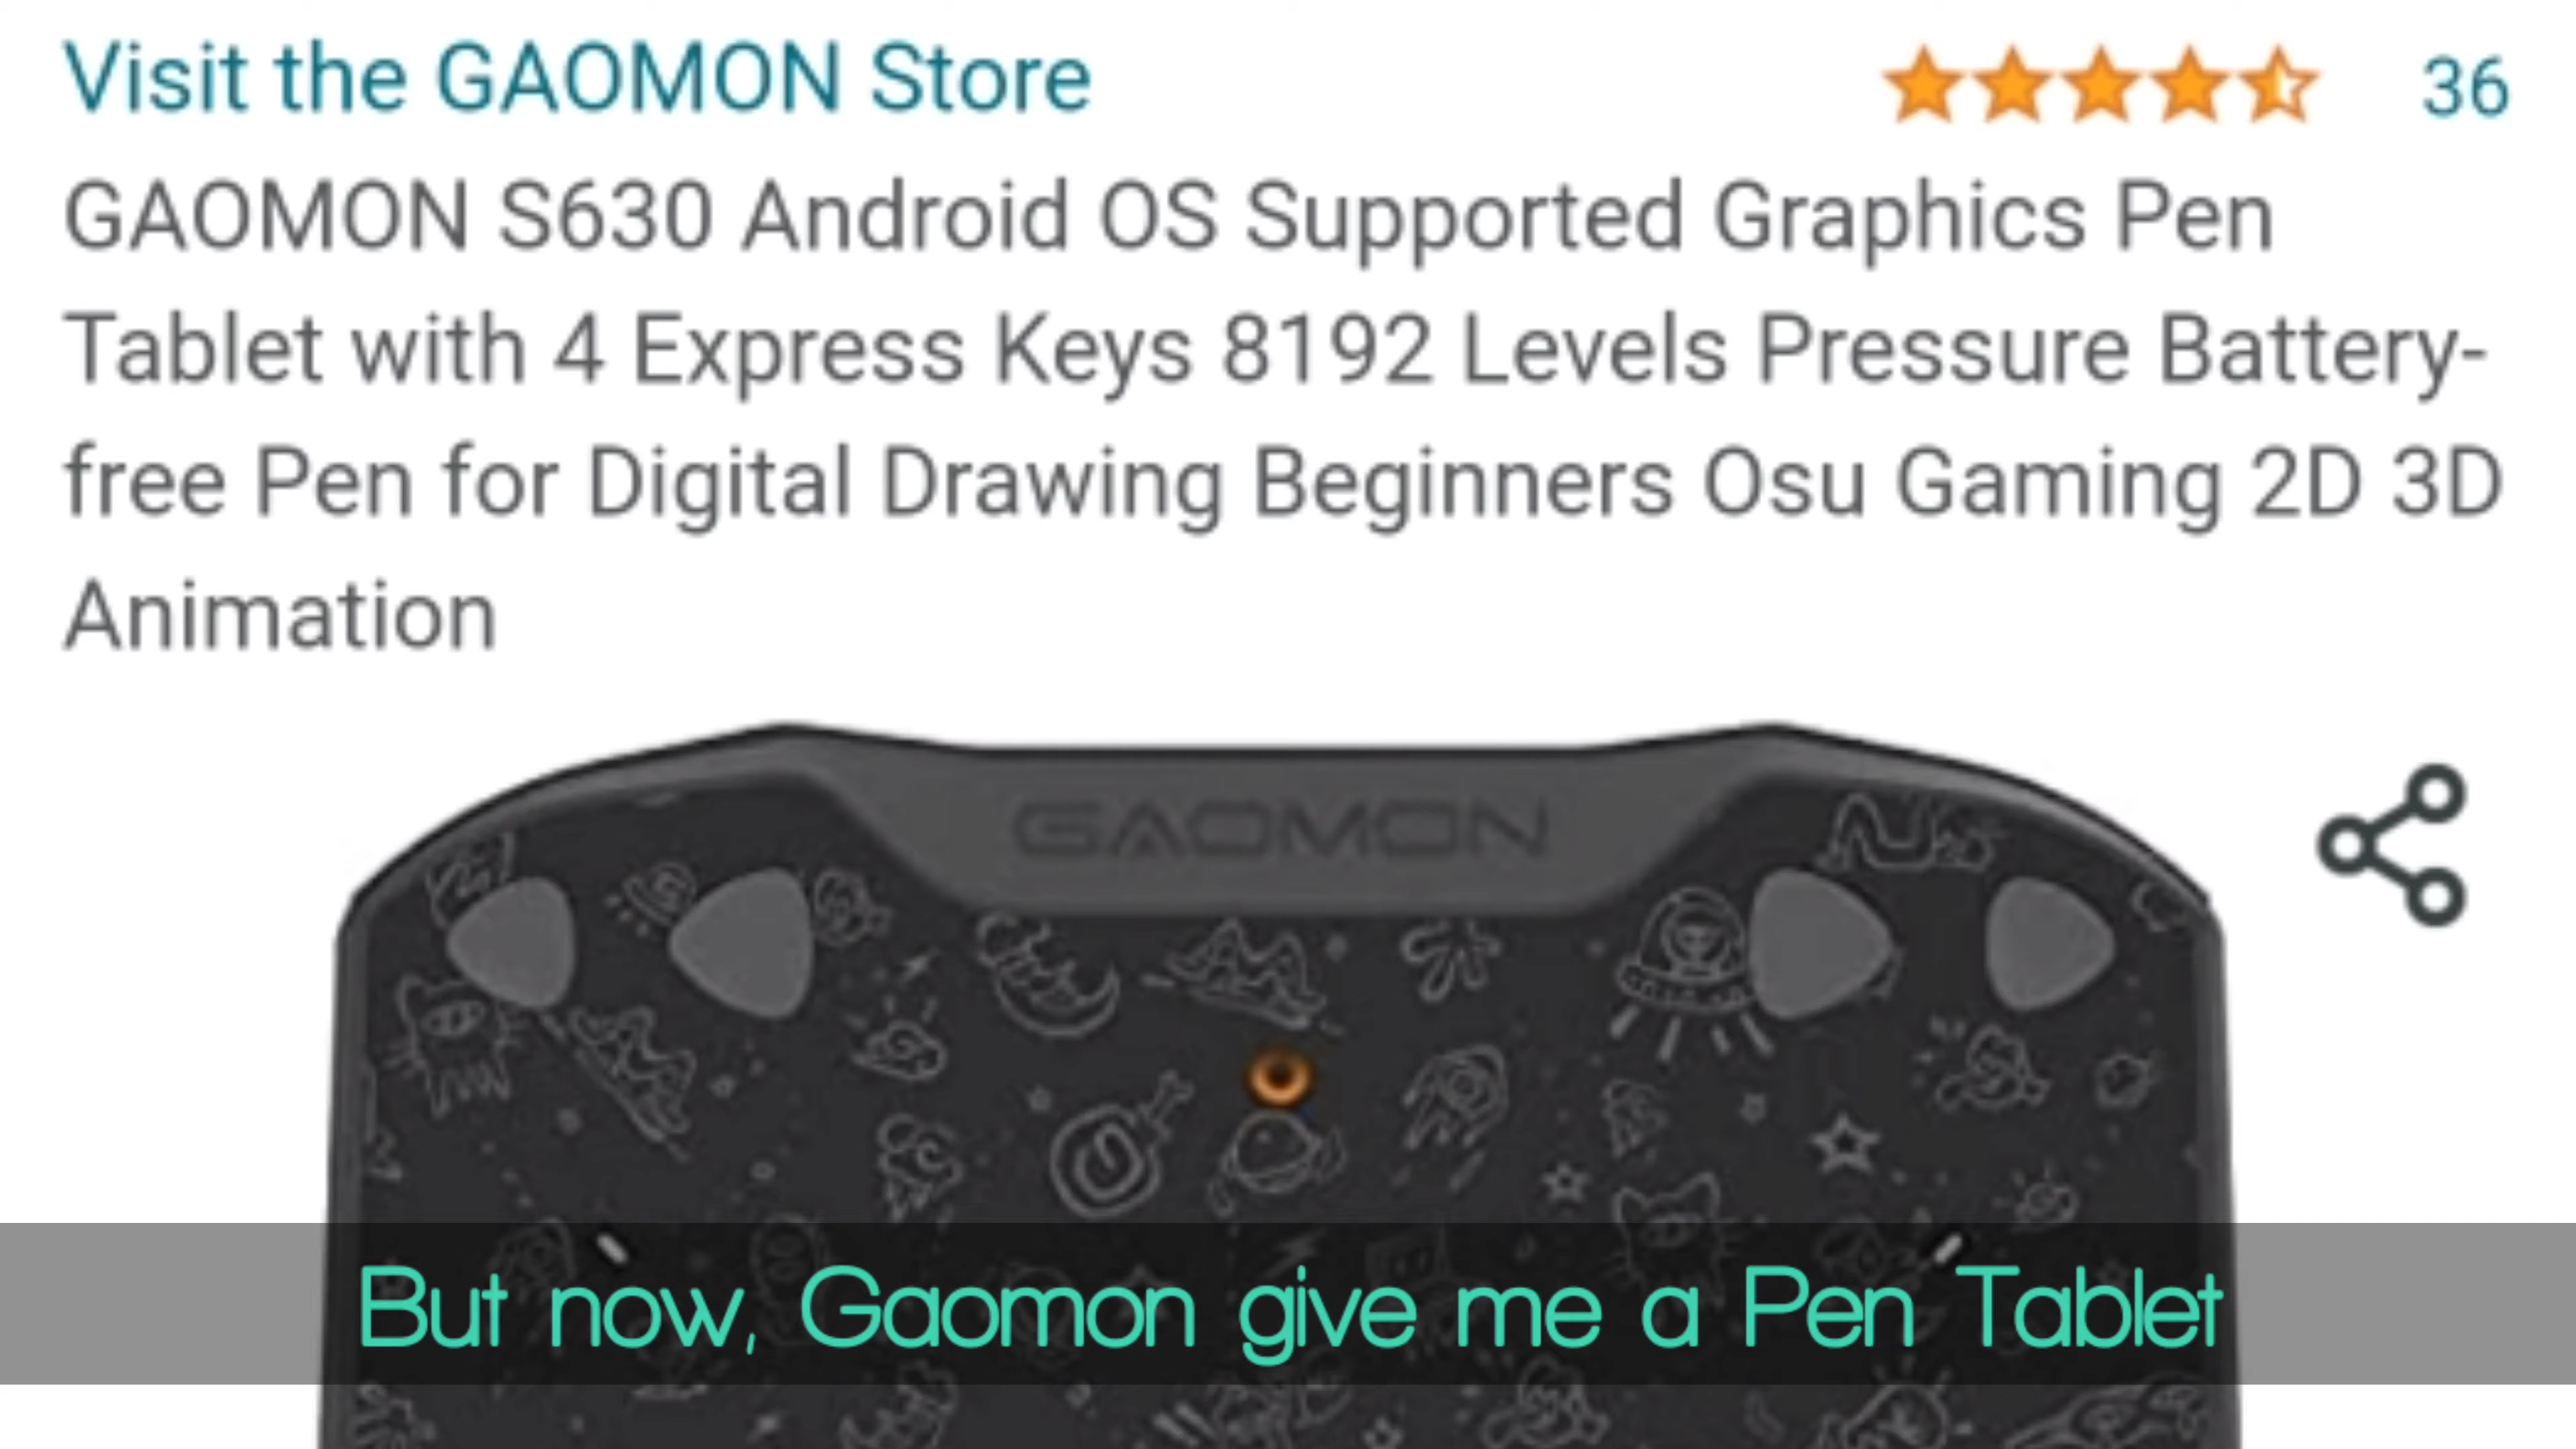 Visit the GAOMON Store 36
GAOMON S630 Android OS Supported Graphics Pen
Tablet with 4 Express Keys 8192 Levels Pressure Battery-
free Pen for Digital Drawing Beginners Osu Gaming 2D 3D
Animation
GAOMON
But now, Gaomon give me a Pen Tablet